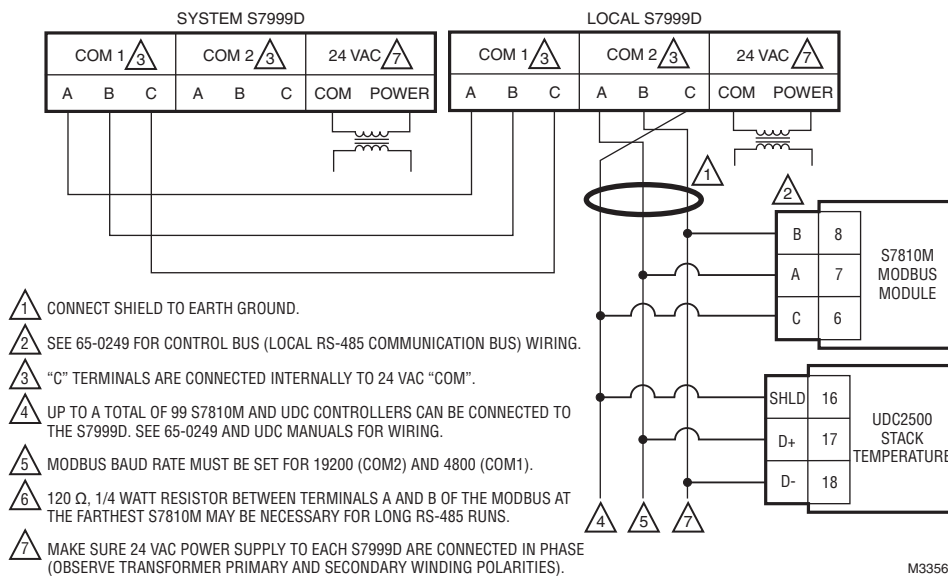 SYSTEM S7999D
LOCAL S7999D
COM 1 3
COM 2 3
24 VAC 7
COM 1 3
COM 2 3
24 VAC 7
A B C A B C COM POWER
A B C A B C COM POWER
1
2
B 8
A 7
C 6
S7810M
MODBUS
MODULE
SHLD 16
D+ 17
D- 18
UDC2500
STACK
TEMPERATURE
4 5 7
1 CONNECT SHIELD TO EARTH GROUND.
2 SEE 65-0249 FOR CONTROL BUS (LOCAL RS-485 COMMUNICATION BUS) WIRING.
3 “C” TERMINALS ARE CONNECTED INTERNALLY TO 24 VAC “COM”.
4 UP TO A TOTAL OF 99 S7810M AND UDC CONTROLLERS CAN BE CONNECTED TO
THE S7999D. SEE 65-0249 AND UDC MANUALS FOR WIRING.
5 MODBUS BAUD RATE MUST BE SET FOR 19200 (COM2) AND 4800 (COM1).
6 120 Ω, 1/4 WATT RESISTOR BETWEEN TERMINALS A AND B OF THE MODBUS AT
THE FARTHEST S7810M MAY BE NECESSARY FOR LONG RS-485 RUNS.
7 MAKE SURE 24 VAC POWER SUPPLY TO EACH S7999D ARE CONNECTED IN PHASE
(OBSERVE TRANSFORMER PRIMARY AND SECONDARY WINDING POLARITIES).
M3356